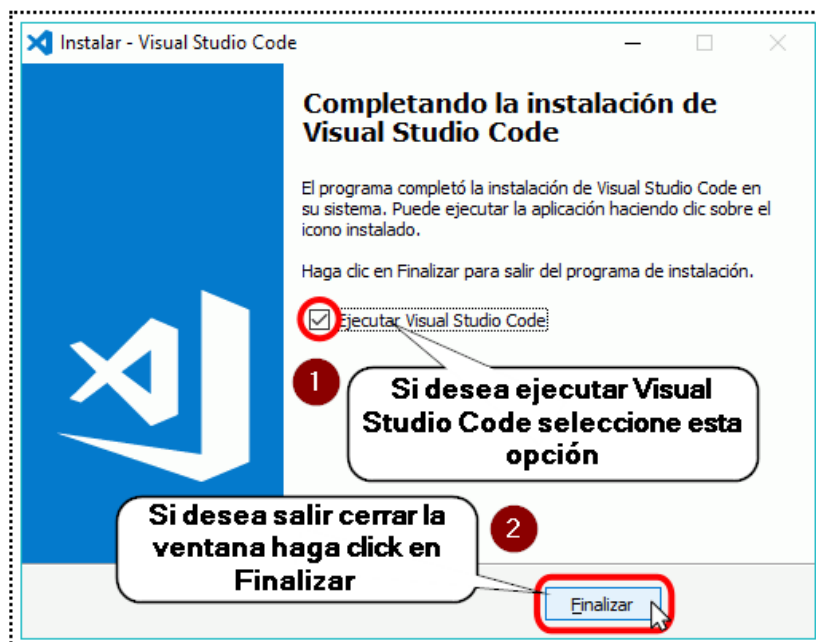 Instalar - Visual Studio Code
Completando la instalación de
Visual Studio Code
El programa completó la instalación de Visual Studio Code en
su sistema. Puede ejecutar la aplicación haciendo clic sobre el
icono instalado.
Haga clic en Finalizar para salir del programa de instalación.
Ejecutar Visual Studio Code
1
Si desea ejecutar Visual
Studio Code seleccione esta
opción
Si desea salir cerrar la
ventana haga click en
Finalizar
2
Finalizar